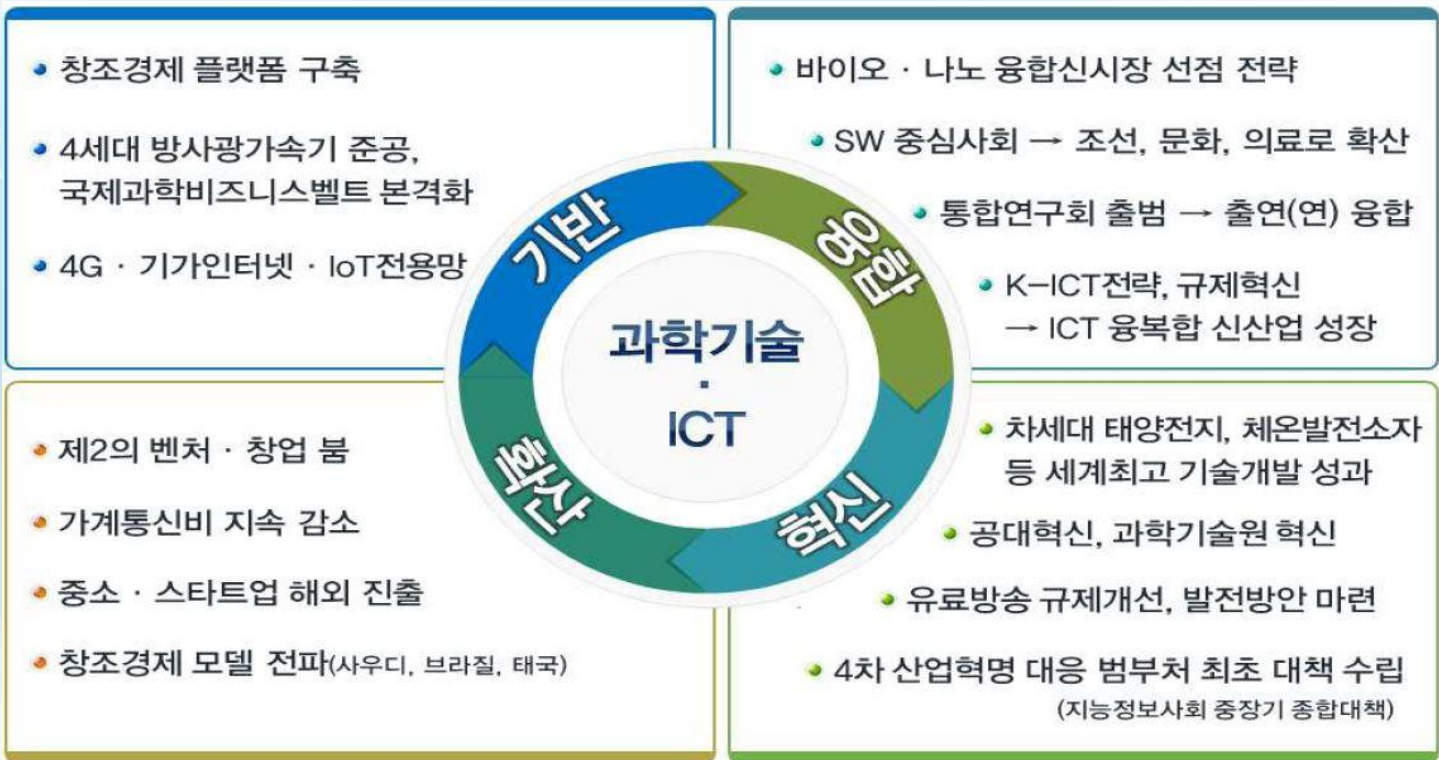 창조경제 플랫폼 구축
4세대 방사광가속기 준공,
국제과학비즈니스벨트 본격화
4G · 기가인터넷 · IoT전용망
바이오 · 나노 융합신시장 선점 전략
SW 중심사회 → 조선, 문화, 의료로 확산
통합연구회 출범 → 출연(연) 융합
K-ICT전략, 규제혁신
→ ICT 융복합 신산업 성장
기반
융합
과학기술
·
ICT
확산
혁신
제2의 벤처 · 창업 붐
가계통신비 지속 감소
중소 · 스타트업 해외 진출
창조경제 모델 전파(사우디, 브라질, 태국)
차세대 태양전지, 체온발전소자
등 세계최고 기술개발 성과
공대혁신, 과학기술원 혁신
유료방송 규제개선, 발전방안 마련
4차 산업혁명 대응 범부처 최초 대책 수립
(지능정보사회 중장기 종합대책)